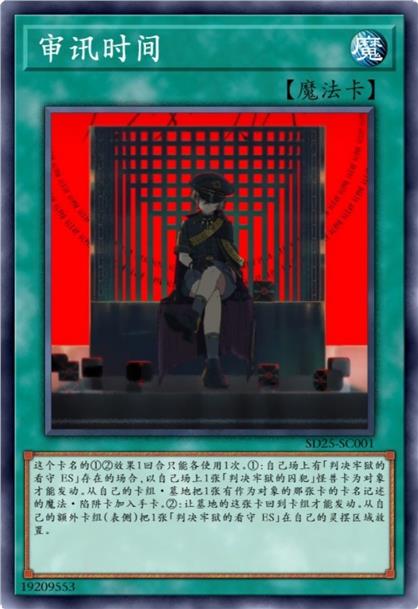 审讯时间
魔
【魔法卡】
SD25-SC001
这个卡名的①②效果1回合只能各使用1次。①:自己场上有「判决牢狱的
看守 ES」存在的场合,以自己场上1张「判决牢狱的囚犯」怪兽卡为对象
才能发动。从自己的卡组·墓地把1张有作为对象的那张卡的卡名记述
的魔法·陷阱卡加入手卡。②:让墓地的这张卡回到卡组才能发动。从自
己的额外卡组(表侧)把1张「判决牢狱的看守 ES」在自己的灵摆区域放
置。
19209553